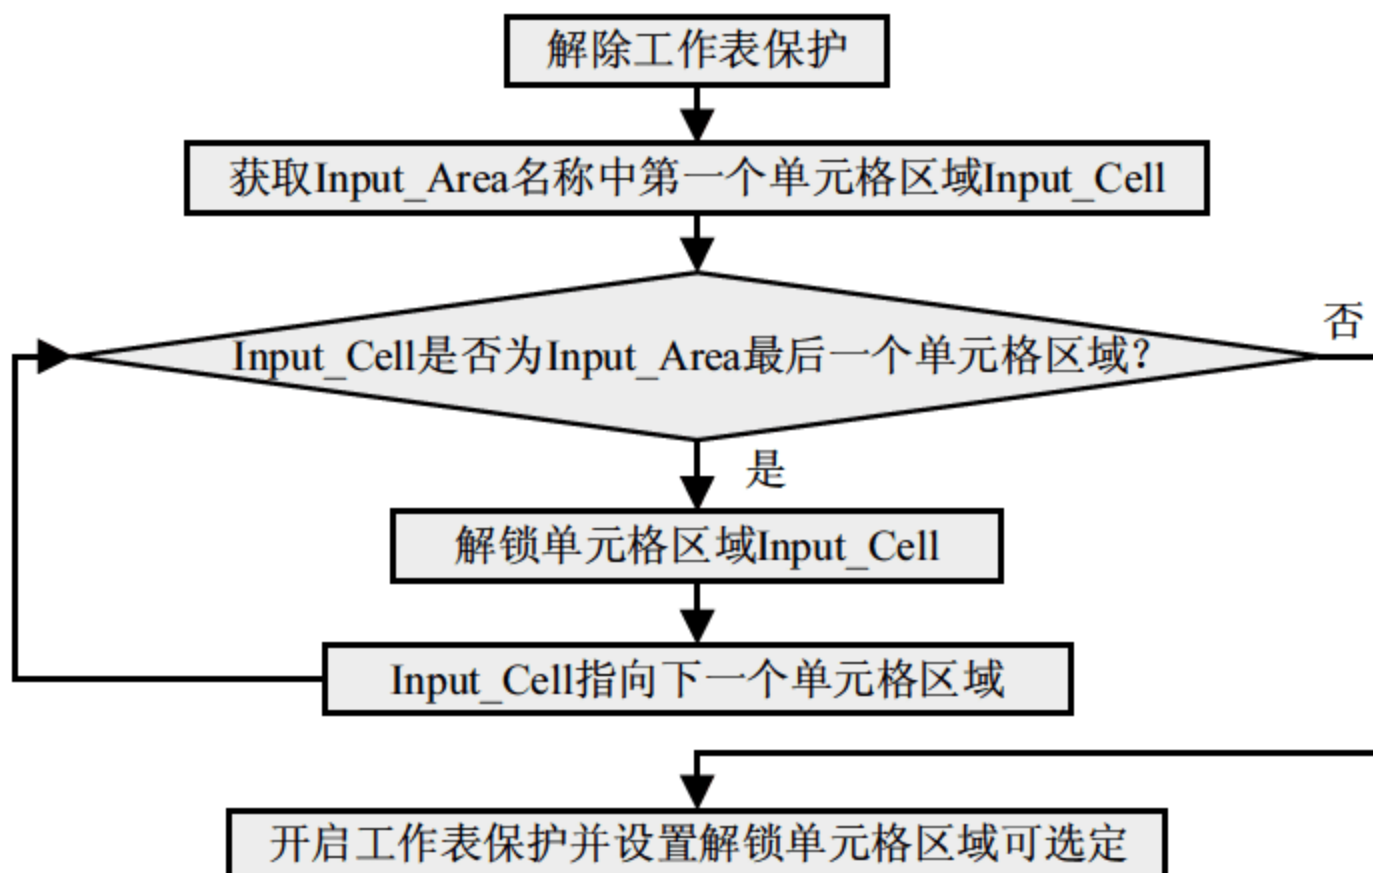 解除工作表保护
获取Input_Area名称中第一个单元格区域Input_Cell
否
Input_Cell是否为Input_Area最后一个单元格区域？
是
解锁单元格区域Input_Cell
Input_Cell指向下一个单元格区域
开启工作表保护并设置解锁单元格区域可选定